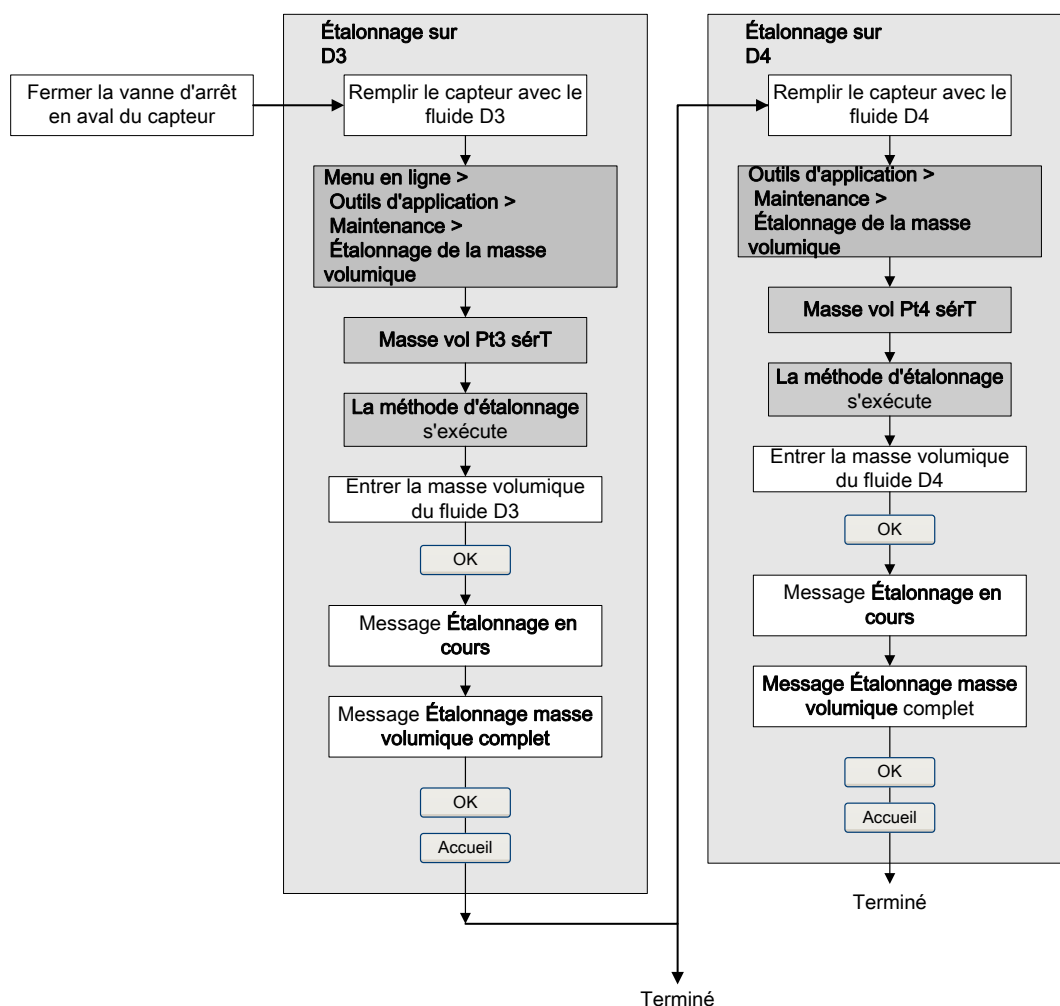 Fermer la vanne d'arrêt
en aval du capteur
Étalonnage sur
D3
Remplir le capteur avec le
fluide D3
Menu en ligne >
Outils d'application >
Maintenance >
Étalonnage de la masse
volumique
Masse vol Pt3 sérT
La méthode d'étalonnage
s'exécute
Entrer la masse volumique
du fluide D3
OK
Message Étalonnage en
cours
Message Étalonnage masse
volumique complet
OK
Accueil
Terminé
Étalonnage sur
D4
Remplir le capteur avec le
fluide D4
Outils d'application >
Maintenance >
Étalonnage de la masse
volumique
Masse vol Pt4 sérT
La méthode d'étalonnage
s'exécute
Entrer la masse volumique
du fluide D4
OK
Message Étalonnage en
cours
Message Étalonnage masse
volumique complet
OK
Accueil
Terminé